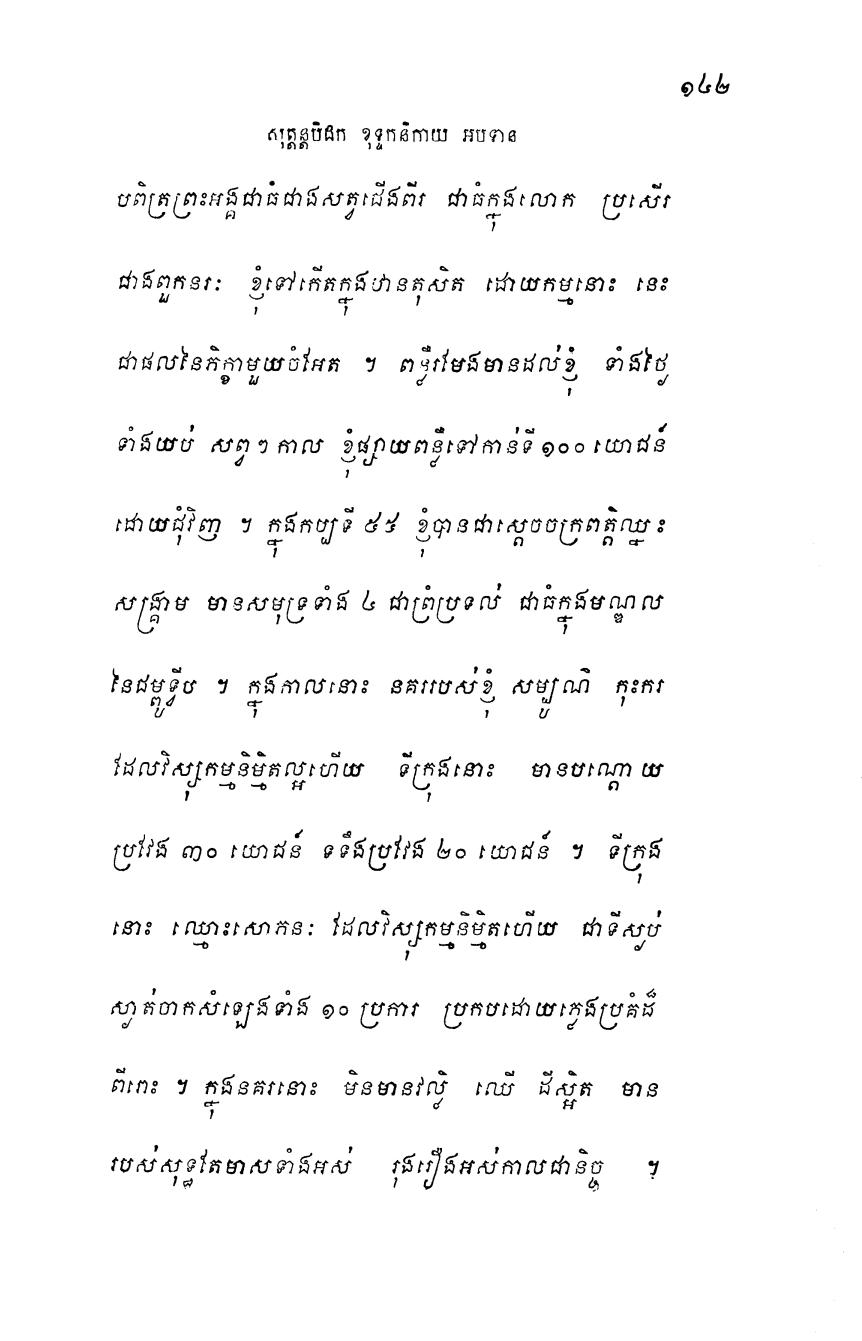 ១៤២
សុត្តន្តបិដក ខុទ្ទកនិកាយ អបទាន
បពិត្រព្រះអង្គជាធំជាងសត្វជើងពីរ ជាធំក្នុងលោក ប្រសើរ
ជាងពួកនរៈ ខ្ញុំទៅកើតក្នុងឋានតុសិត ដោយកម្មនោះ នេះ
ជាផលនៃភិក្ខាមួយចំអែត ។ ពន្លឺរមែងមានដល់ខ្ញុំ ទាំងថ្ងៃ
ទាំងយប់ សព្វៗកាល ខ្ញុំផ្សាយពន្លឺទៅកាន់ទី ១០០ យោជន៍
ដោយជុំវិញ ។ ក្នុងកប្បទី ៥៥ ខ្ញុំបានជាស្តេចចក្រពត្តិឈ្នះ
សង្គ្រាម មានសមុទ្រទាំង ៤ ជាព្រំប្រទល់ ជាធំក្នុងមណ្ឌល
នៃជម្ពូទ្វីប ។ ក្នុងកាលនោះ នគររបស់ខ្ញុំ សម្បូណ៌ កុះករ
ដែលវិស្សុកម្មនិម្មិតល្អហើយ ទីក្រុងនោះ មានបណ្តោយ
ប្រវែង ៣០ យោជន៍ ទទឹងប្រវែង ២០ យោជន៍ ។ ទីក្រុង
នោះ ឈ្មោះសោភនៈ ដែលវិស្សុកម្មនិម្មិតហើយ ជាទីស្ងប់
ស្ងាត់ចាកសំឡេងទាំង ១០ ប្រការ ប្រកបដោយភ្លេងប្រគំដ៏
ពីរោះ ។ ក្នុងនគរនោះ មិនមានវល្លិ ឈើ ដីស្អិត មាន
របស់សុទ្ធតែមាសទាំងអស់ រុងរឿងអស់កាលជានិច្ច ។